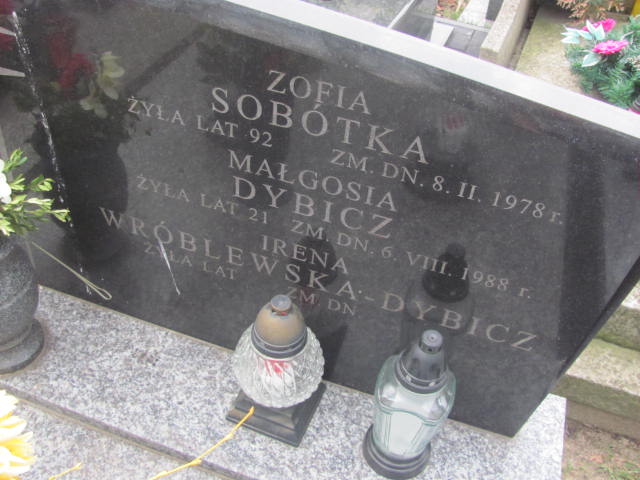 ZOFIA
SOBÓTKA
ŻYŁA LAT 92 ZM. DN. 8. II. 1978 r.
MAŁGOSIA
DYBICZ
ŻYŁA LAT 21 ZM. DN. 6. VIII. 1988 r.
IRENA
WRÓBLEWSKA-DYBICZ
ŻYŁA LAT ZM. DN